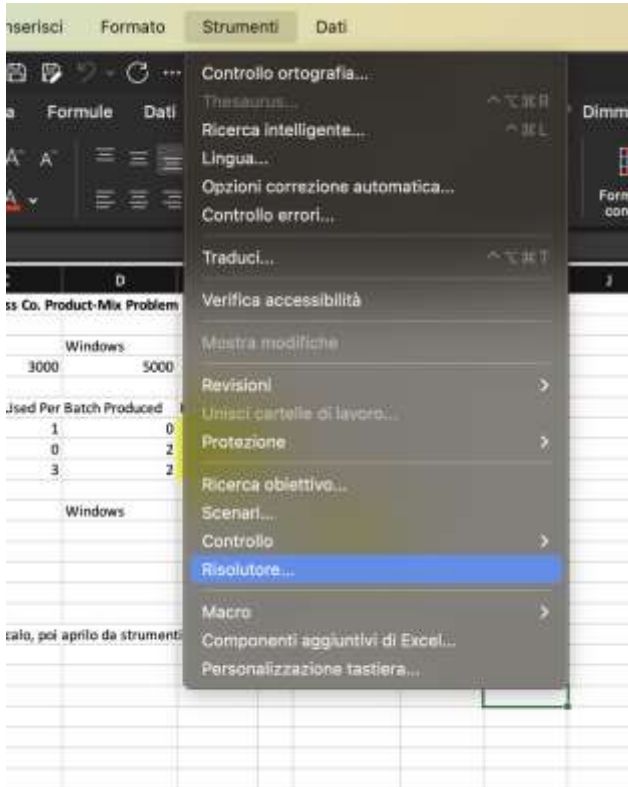 nserisci Formato Strumenti Dati
Formule Dati
Dimm
A A
A
Form
con
Controllo ortografia...
Thesaurus... ^⌥⌘R
Ricerca intelligente... ^⌘L
Lingua...
Opzioni correzione automatica...
Controllo errori...
Traduci... ^⌥⌘T
Verifica accessibilità
Mostra modifiche
Revisioni
Unisci cartelle di lavoro...
Protezione
Ricerca obiettivo...
Scenari...
Controllo
Risolutore...
Macro
Componenti aggiuntivi di Excel...
Personalizzazione tastiera...
D J
ss Co. Product-Mix Problem
Windows
3000 5000
Used Per Batch Produced
1 0
0 2
3 2
Windows
calo, poi aprilo da strumenti